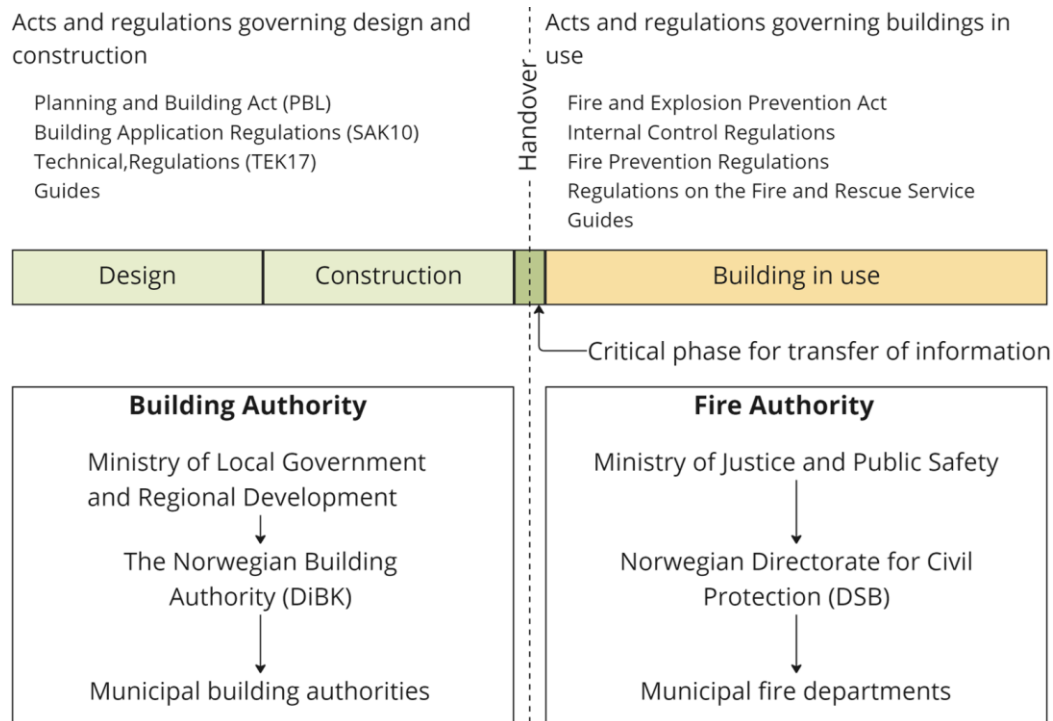 Acts and regulations governing design and
construction
Planning and Building Act (PBL)
Building Application Regulations (SAK10)
Technical,Regulations (TEK17)
Guides
Handover
Acts and regulations governing buildings in
use
Fire and Explosion Prevention Act
Internal Control Regulations
Fire Prevention Regulations
Regulations on the Fire and Rescue Service
Guides
Design
Construction
Building in use
Critical phase for transfer of information
Building Authority
Ministry of Local Government
and Regional Development
The Norwegian Building
Authority (DiBK)
Municipal building authorities
Fire Authority
Ministry of Justice and Public Safety
Norwegian Directorate for Civil
Protection (DSB)
Municipal fire departments